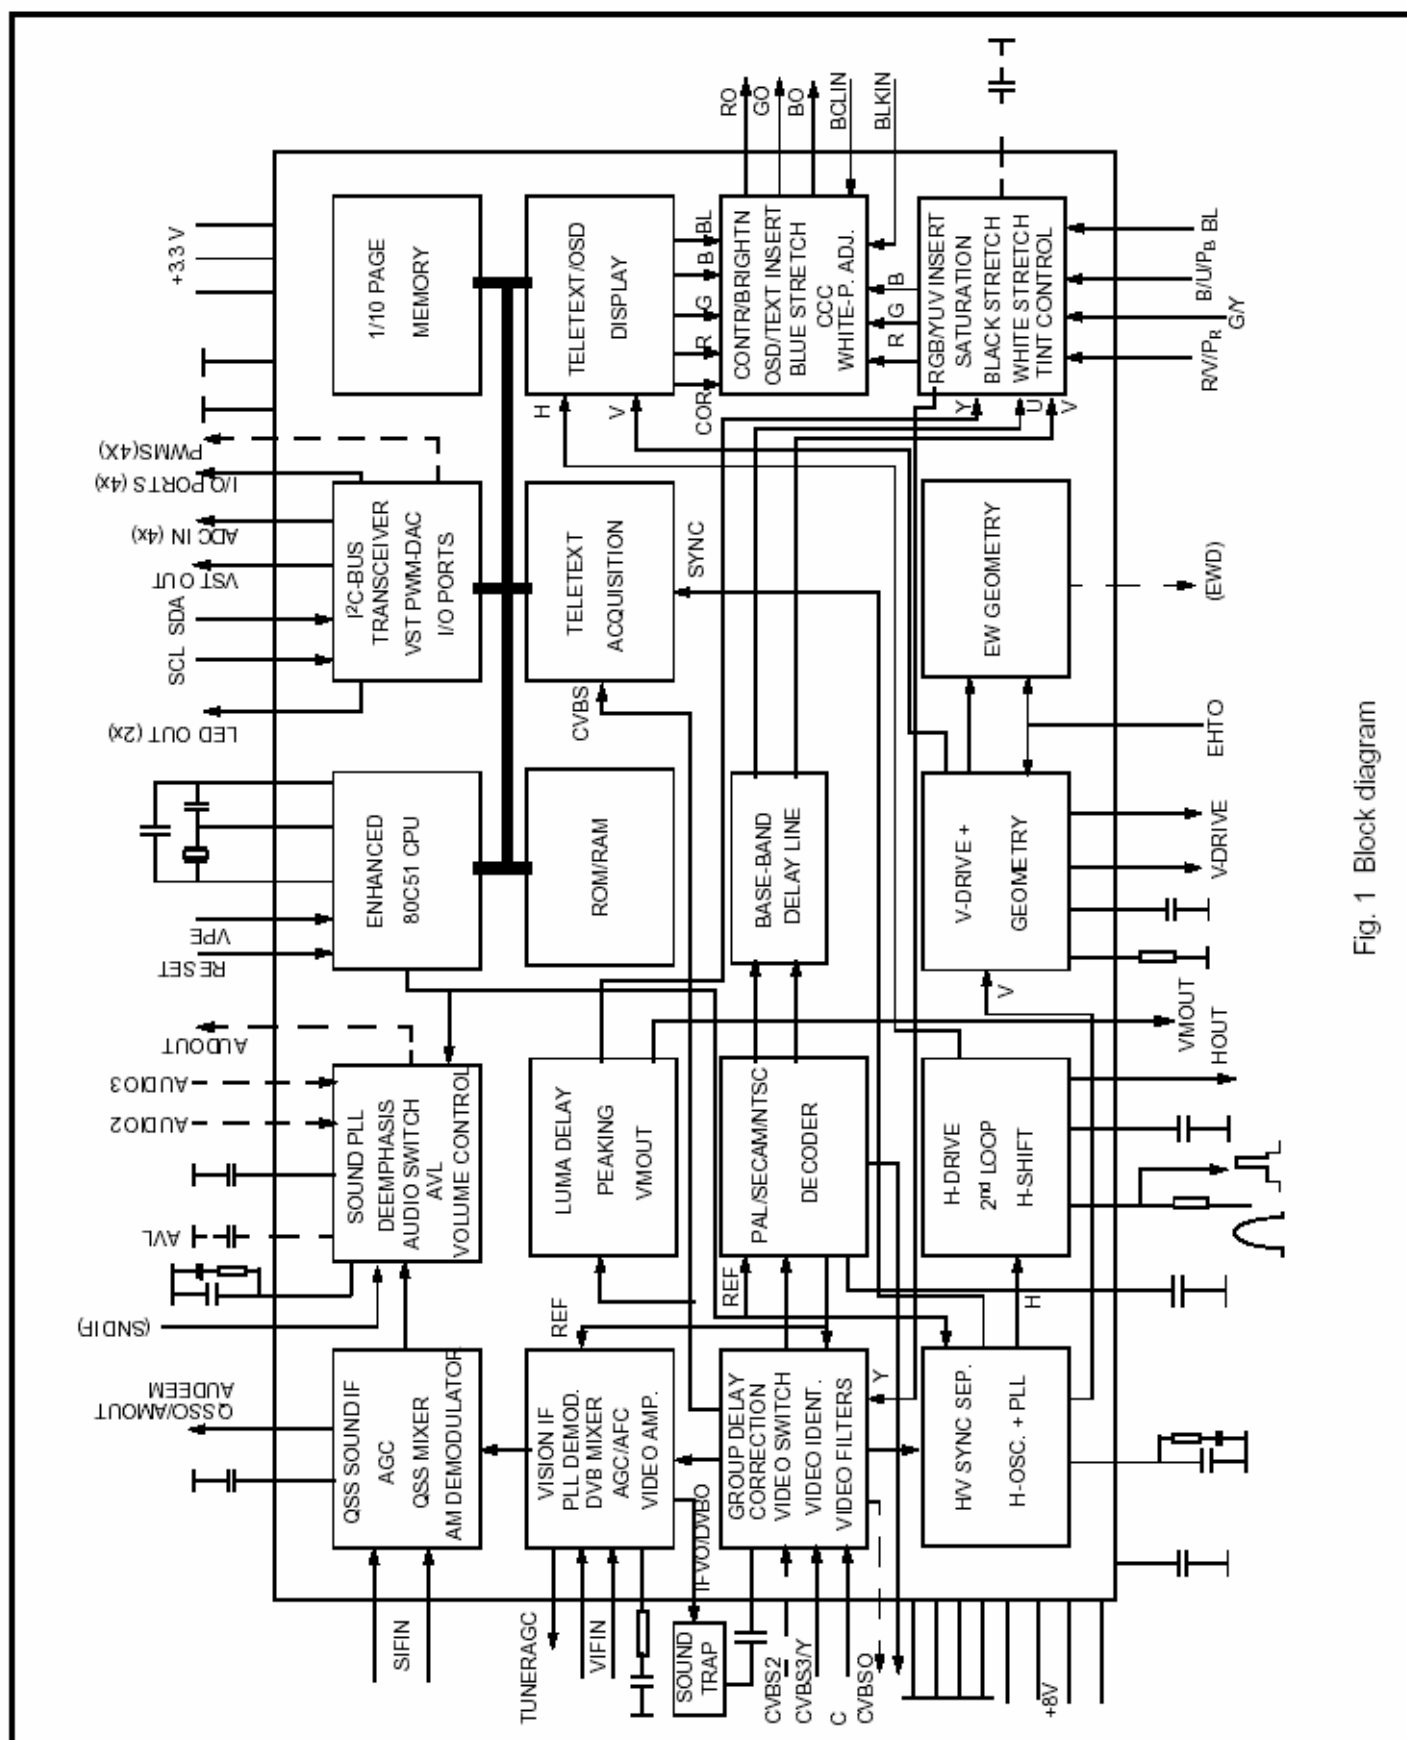 +3.3 V
1/10 PAGE
MEMORY
PWMS(4X)
I/O PORTS (4x)
ADC IN (4x)
VST OUT
SCL SDA
LED OUT (2x)
I²C-BUS
TRANSCEIVER
VST PWM-DAC
I/O PORTS
VPE
RESET
ENHANCED
80C51 CPU
AUDOUT
AUDIO3
AUDIO2
AVL
SOUND PLL
DEEMPHASIS
AUDIO SWITCH
AVL
VOLUME CONTROL
(SNDIF)
QSSO/AMOUT
AUDEEM
QSS SOUND IF
AGC
QSS MIXER
AM DEMODULATOR
SIFIN
TELETEXT/OSD
DISPLAY
H
V
TELETEXT
ACQUISITION
SYNC
CVBS
ROM/RAM
LUMA DELAY
PEAKING
VMOUT
REF
VISION IF
PLL DEMOD.
DVB MIXER
AGC/AFC
VIDEO AMP.
TUNERAGC
VIFIN
IFVO/DVBO
SOUND
TRAP
COR
R
G
B
BL
RO
GO
BO
BCLIN
BLKIN
CONTR/BRIGHTN
OSD/TEXT INSERT
BLUE STRETCH
CCC
WHITE-P. ADJ.
R
G
B
BASE-BAND
DELAY LINE
PAL/SECAM/NTSC
DECODER
REF
GROUP DELAY
CORRECTION
VIDEO SWITCH
VIDEO IDENT.
VIDEO FILTERS
Y
CVBS2
CVBS3/Y
C
CVBSO
RGB/YUV INSERT
SATURATION
BLACK STRETCH
WHITE STRETCH
TINT CONTROL
Y
U
V
R/V/PR
G/Y
B/U/PB
BL
EW GEOMETRY
(EWD)
EHTO
V-DRIVE +
GEOMETRY
V-DRIVE
V
VMOUT
HOUT
H-DRIVE
2nd LOOP
H-SHIFT
H
H/V SYNC SEP.
H-OSC. + PLL
+8V
Fig. 1 Block diagram